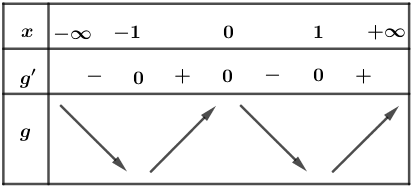 x −∞ −1 0 1 +∞
g′ − 0 + 0 − 0 +
g